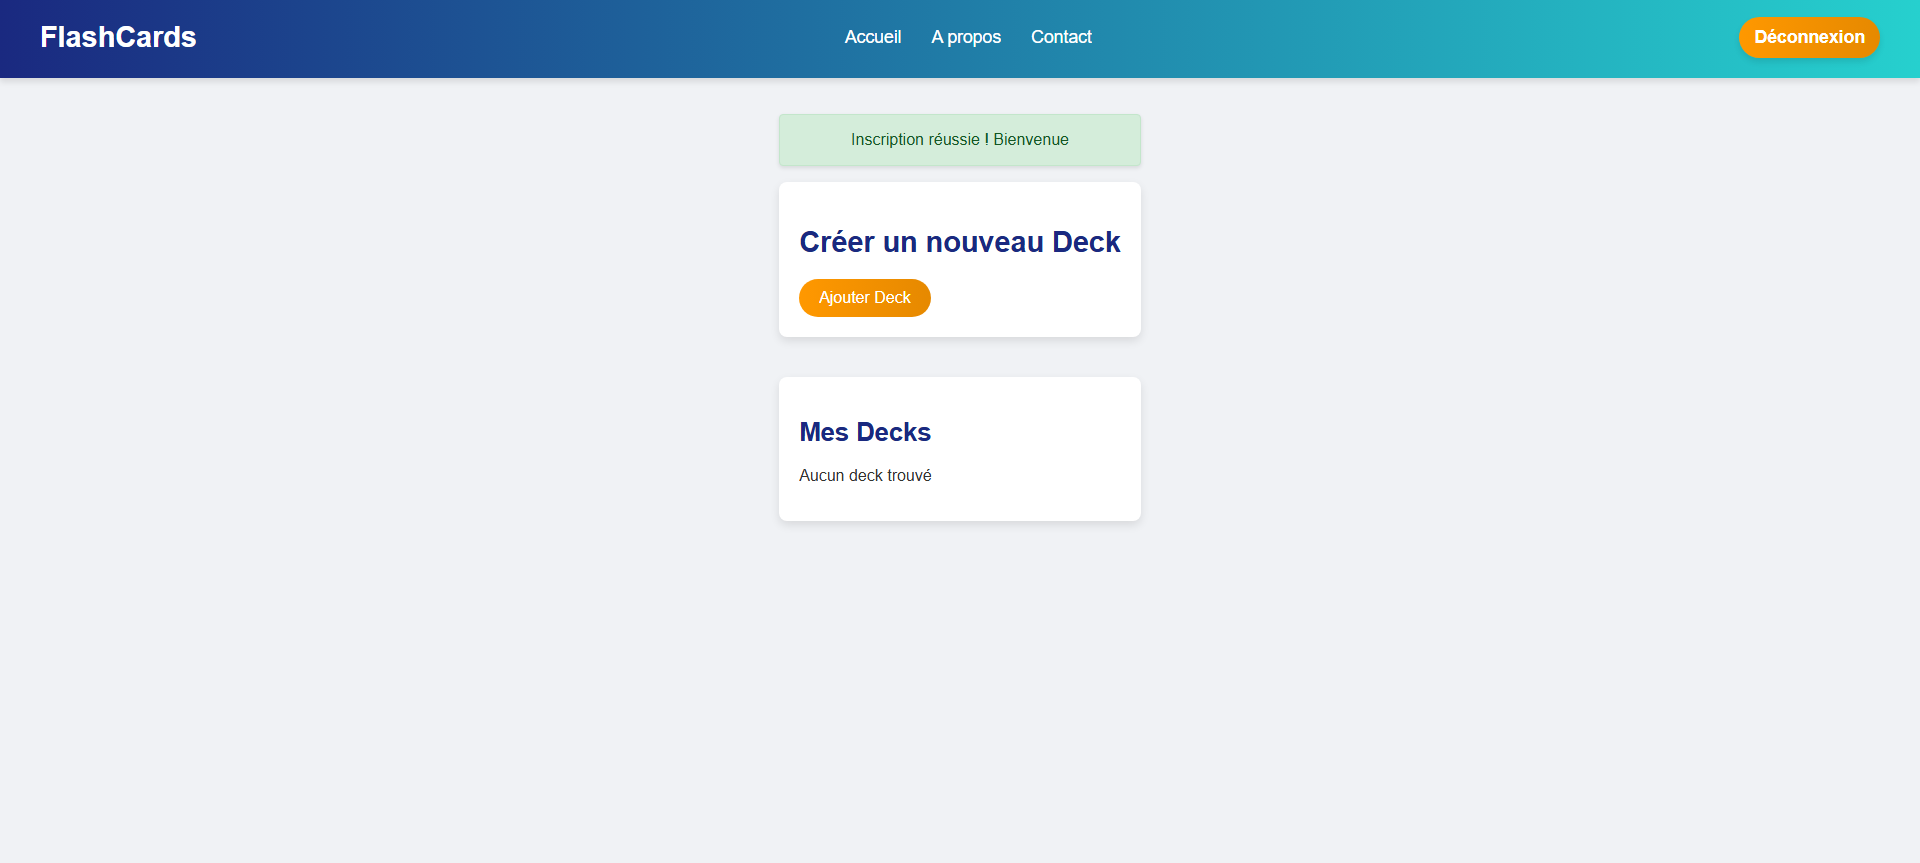 FlashCards
Accueil
A propos
Contact
Déconnexion
Inscription réussie ! Bienvenue
Créer un nouveau Deck
Ajouter Deck
Mes Decks
Aucun deck trouvé